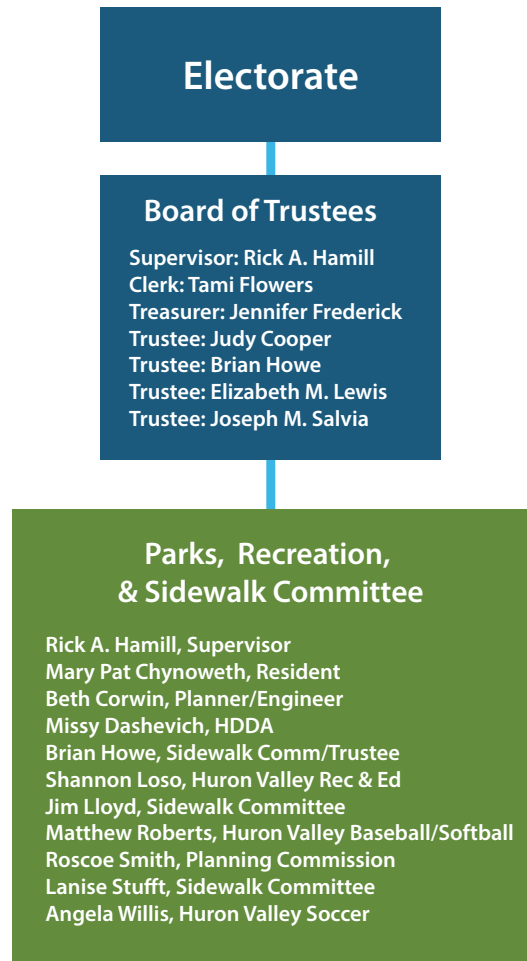 Electorate
Board of Trustees
Supervisor: Rick A. Hamill
Clerk: Tami Flowers
Treasurer: Jennifer Frederick
Trustee: Judy Cooper
Trustee: Brian Howe
Trustee: Elizabeth M. Lewis
Trustee: Joseph M. Salvia
Parks, Recreation,
& Sidewalk Committee
Rick A. Hamill, Supervisor
Mary Pat Chynoweth, Resident
Beth Corwin, Planner/Engineer
Missy Dashevich, HDDA
Brian Howe, Sidewalk Comm/Trustee
Shannon Loso, Huron Valley Rec & Ed
Jim Lloyd, Sidewalk Committee
Matthew Roberts, Huron Valley Baseball/Softball
Roscoe Smith, Planning Commission
Lanise Stufft, Sidewalk Committee
Angela Willis, Huron Valley Soccer